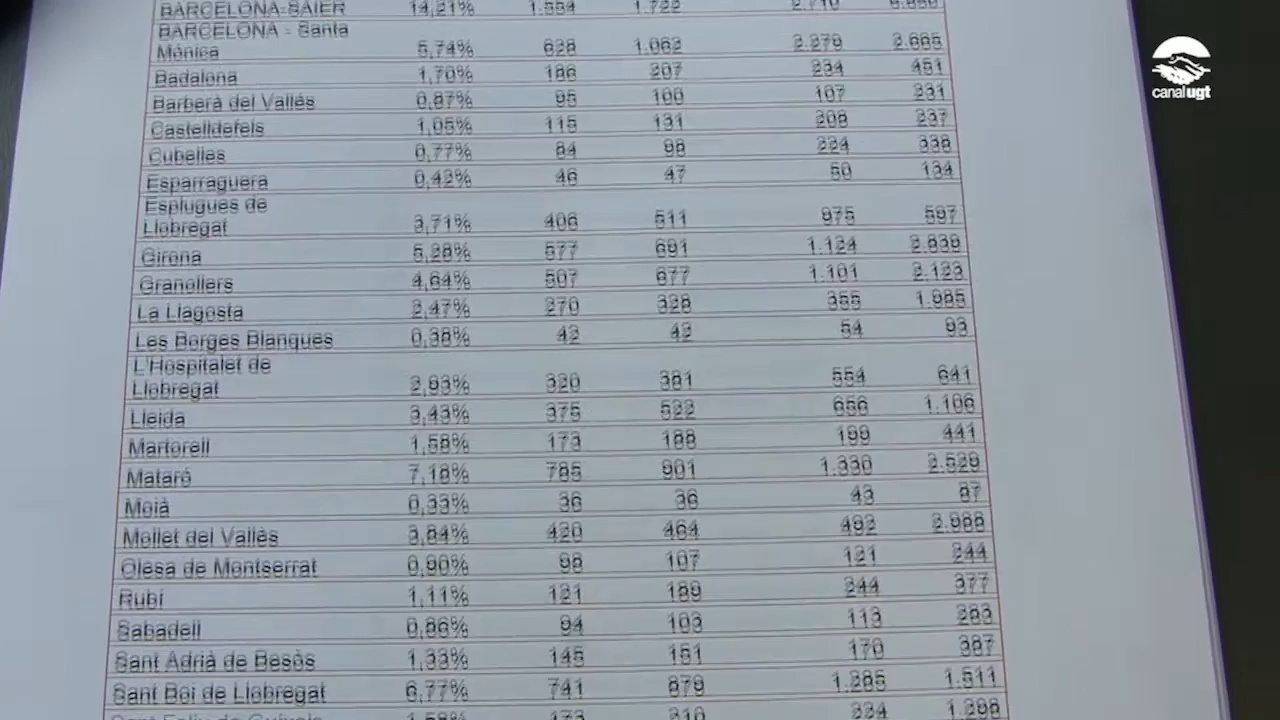 BARCELONA-SAIER 14,21% 1.554 1.722
BARCELONA - Santa
Mònica 5,74% 628 1.062 2.279 2.665
Badalona 1,70% 186 207 234 451
Barberà del Vallès 0,87% 95 100 107 231
Castelldefels 1,05% 115 131 208 237
Cubelles 0,77% 84 98 224 338
Esparraguera 0,42% 46 47 50 134
Esplugues de
Llobregat 3,71% 406 511 975 597
Girona 5,28% 577 691 1.124 2.839
Granollers 4,64% 507 677 1.101 2.123
La Llagosta 2,47% 270 328 355 1.985
Les Borges Blanques 0,38% 42 42 54 93
L'Hospitalet de
Llobregat 2,93% 320 381 554 641
Lleida 3,43% 375 522 656 1.106
Martorell 1,58% 173 188 199 441
Mataró 7,18% 785 901 1.330 2.529
Moià 0,33% 36 36 43 87
Mollet del Vallès 3,84% 420 464 492 2.988
Olesa de Montserrat 0,90% 98 107 121 244
Rubí 1,11% 121 189 244 377
Sabadell 0,86% 94 103 113 283
Sant Adrià de Besòs 1,33% 145 151 170 387
Sant Boi de Llobregat 6,77% 741 879 1.285 1.511
canalugt